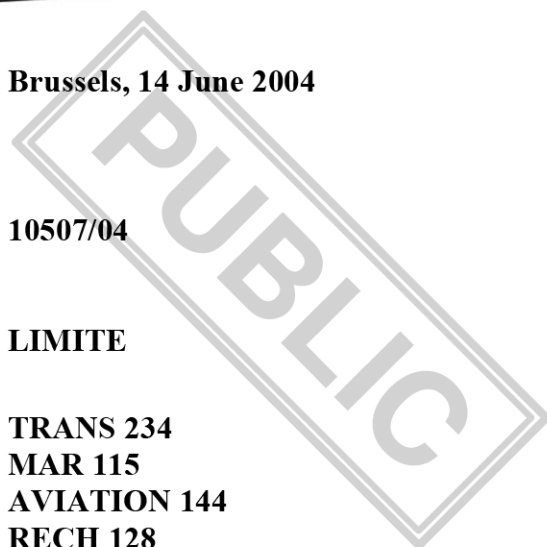 Brussels, 14 June 2004
PUBLIC
10507/04
LIMITE
TRANS 234
MAR 115
AVIATION 144
RECH 128